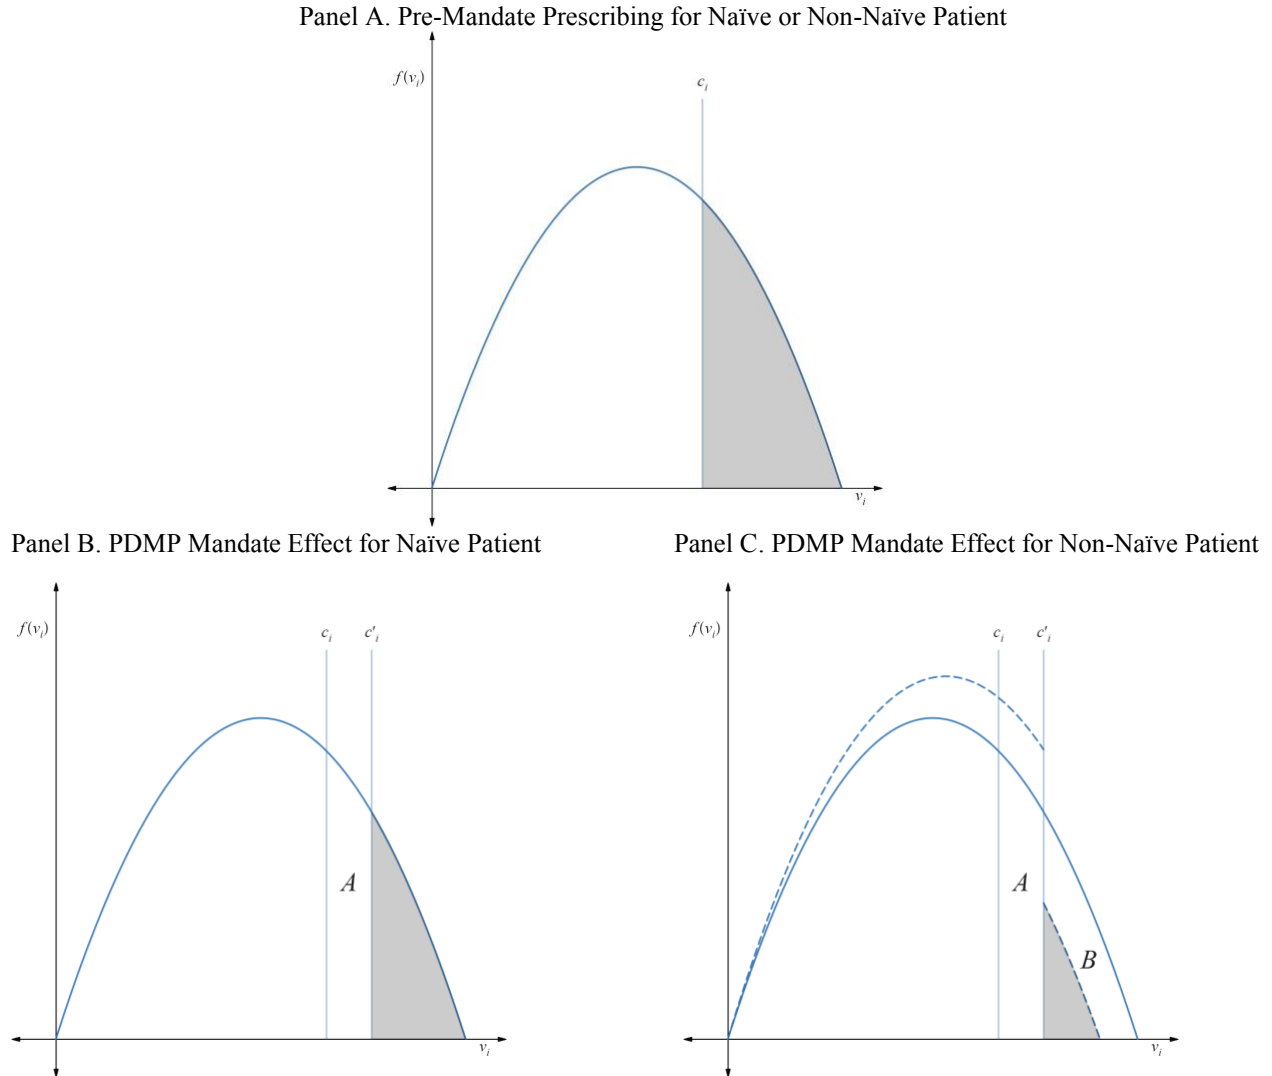 Panel A. Pre-Mandate Prescribing for Naïve or Non-Naïve Patient
f(vᵢ)
cᵢ
vᵢ
Panel B. PDMP Mandate Effect for Naïve Patient
f(vᵢ)
cᵢ c'ᵢ
A
vᵢ
Panel C. PDMP Mandate Effect for Non-Naïve Patient
f(vᵢ)
cᵢ c'ᵢ
A
B
vᵢ